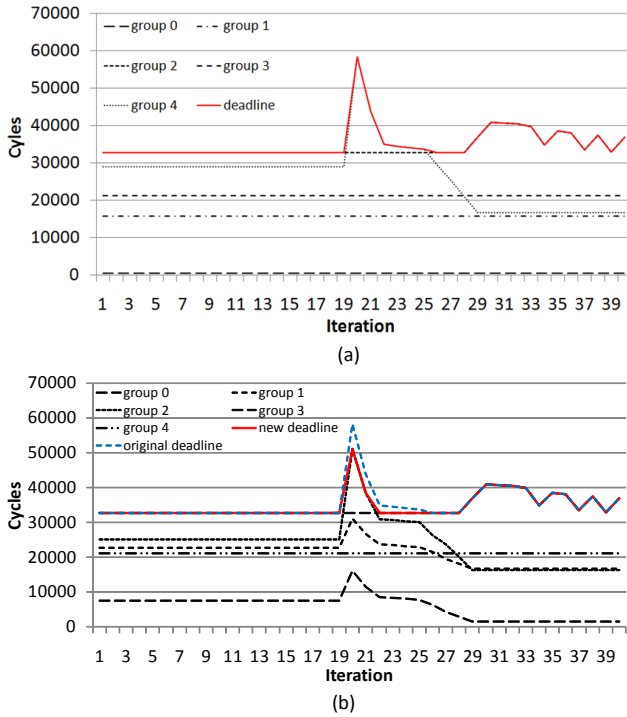 70000
group 0 group 1
60000
group 2 group 3
50000
group 4 deadline
40000
Cyles
30000
20000
10000
0
1 3 5 7 9 11 13 15 17 19 21 23 25 27 29 31 33 35 37 39
Iteration
(a)
70000
group 0 group 1
60000
group 2 group 3
group 4 new deadline
50000
original deadline
40000
Cycles
30000
20000
10000
0
1 3 5 7 9 11 13 15 17 19 21 23 25 27 29 31 33 35 37 39
Iteration
(b)